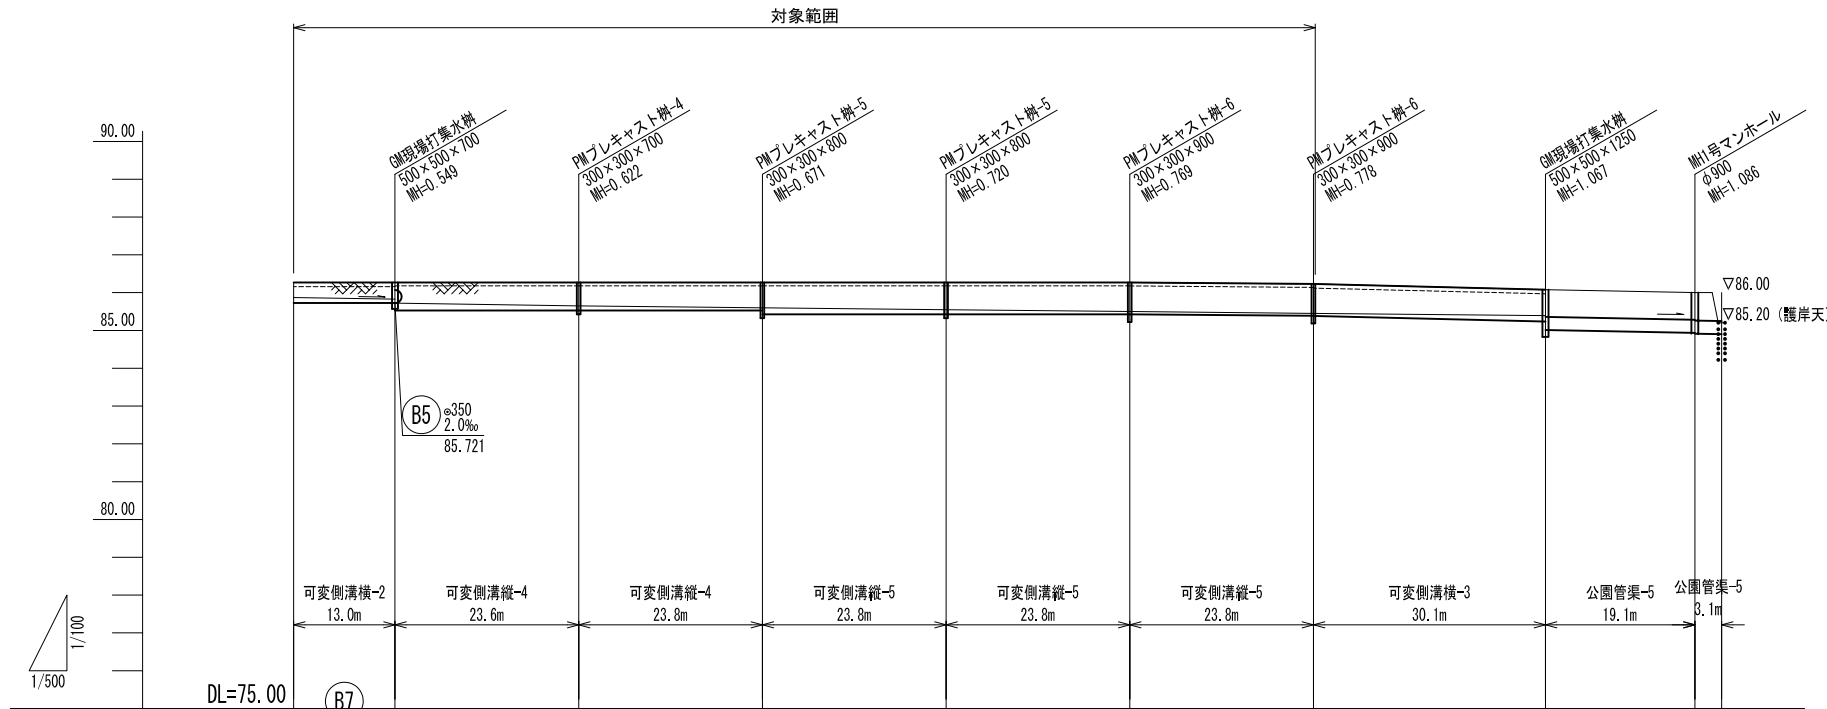 対象範囲
GM現場打集水桝
500×500×700
MH=0.549
PMプレキャスト桝-4
300×300×700
MH=0.622
PMプレキャスト桝-5
300×300×800
MH=0.671
PMプレキャスト桝-5
300×300×800
MH=0.720
PMプレキャスト桝-6
300×300×900
MH=0.769
PMプレキャスト桝-6
300×300×900
MH=0.778
GM現場打集水桝
500×500×1250
MH=1.067
MH1号マンホール
φ900
MH=1.086
90.00
85.00
80.00
▽86.00
▽85.20 (護岸天
B5
350
2.0‰
85.721
可変側溝横-2
13.0m
可変側溝縦-4
23.6m
可変側溝縦-4
23.8m
可変側溝縦-5
23.8m
可変側溝縦-5
23.8m
可変側溝縦-5
23.8m
可変側溝横-3
30.1m
公園管渠-5
19.1m
公園管渠-5
3.1m
1/100
1/500
DL=75.00
B7